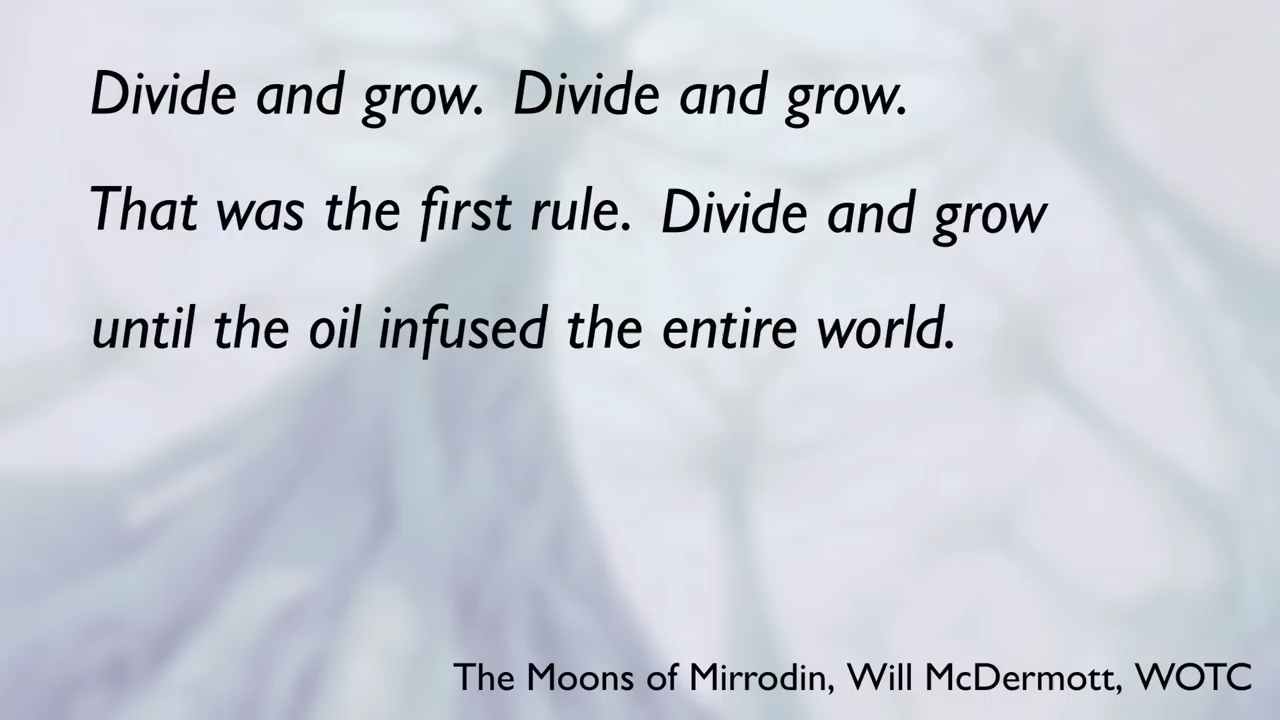 Divide and grow. Divide and grow.
That was the first rule. Divide and grow
until the oil infused the entire world.
The Moons of Mirrodin, Will McDermott, WOTC